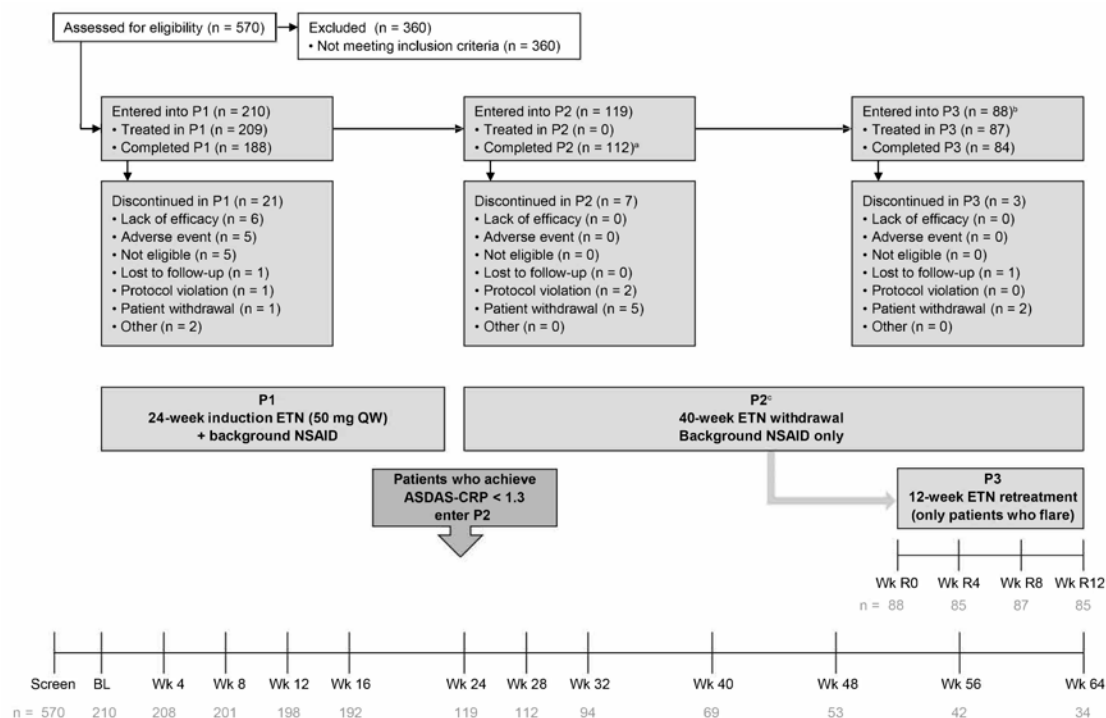 Assessed for eligibility (n = 570)
Excluded (n = 360)
• Not meeting inclusion criteria (n = 360)
Entered into P1 (n = 210)
• Treated in P1 (n = 209)
• Completed P1 (n = 188)
Entered into P2 (n = 119)
• Treated in P2 (n = 0)
• Completed P2 (n = 112)ᵃ
Entered into P3 (n = 88)ᵇ
• Treated in P3 (n = 87)
• Completed P3 (n = 84)
Discontinued in P1 (n = 21)
• Lack of efficacy (n = 6)
• Adverse event (n = 5)
• Not eligible (n = 5)
• Lost to follow-up (n = 1)
• Protocol violation (n = 1)
• Patient withdrawal (n = 1)
• Other (n = 2)
Discontinued in P2 (n = 7)
• Lack of efficacy (n = 0)
• Adverse event (n = 0)
• Not eligible (n = 0)
• Lost to follow-up (n = 0)
• Protocol violation (n = 2)
• Patient withdrawal (n = 5)
• Other (n = 0)
Discontinued in P3 (n = 3)
• Lack of efficacy (n = 0)
• Adverse event (n = 0)
• Not eligible (n = 0)
• Lost to follow-up (n = 1)
• Protocol violation (n = 0)
• Patient withdrawal (n = 2)
• Other (n = 0)
P1
24-week induction ETN (50 mg QW)
+ background NSAID
P2ᶜ
40-week ETN withdrawal
Background NSAID only
Patients who achieve
ASDAS-CRP < 1.3
enter P2
P3
12-week ETN retreatment
(only patients who flare)
Wk R0 Wk R4 Wk R8 Wk R12
n = 88 85 87 85
Screen BL Wk 4 Wk 8 Wk 12 Wk 16 Wk 24 Wk 28 Wk 32 Wk 40 Wk 48 Wk 56 Wk 64
n = 570 210 208 201 198 192 119 112 94 69 53 42 34